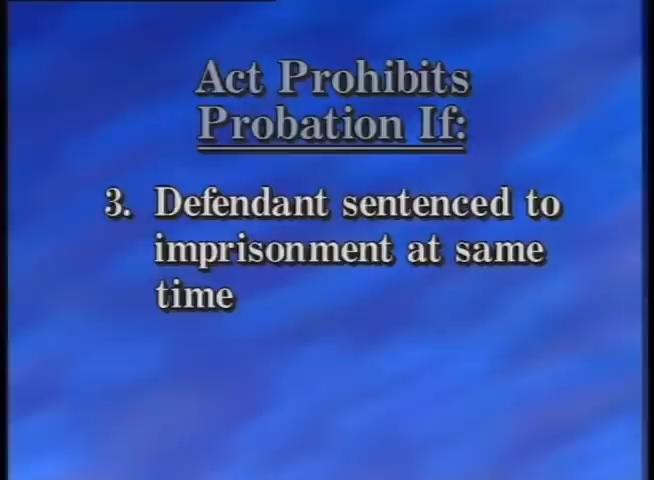 Act Prohibits
Probation If:
3. Defendant sentenced to
imprisonment at same
time